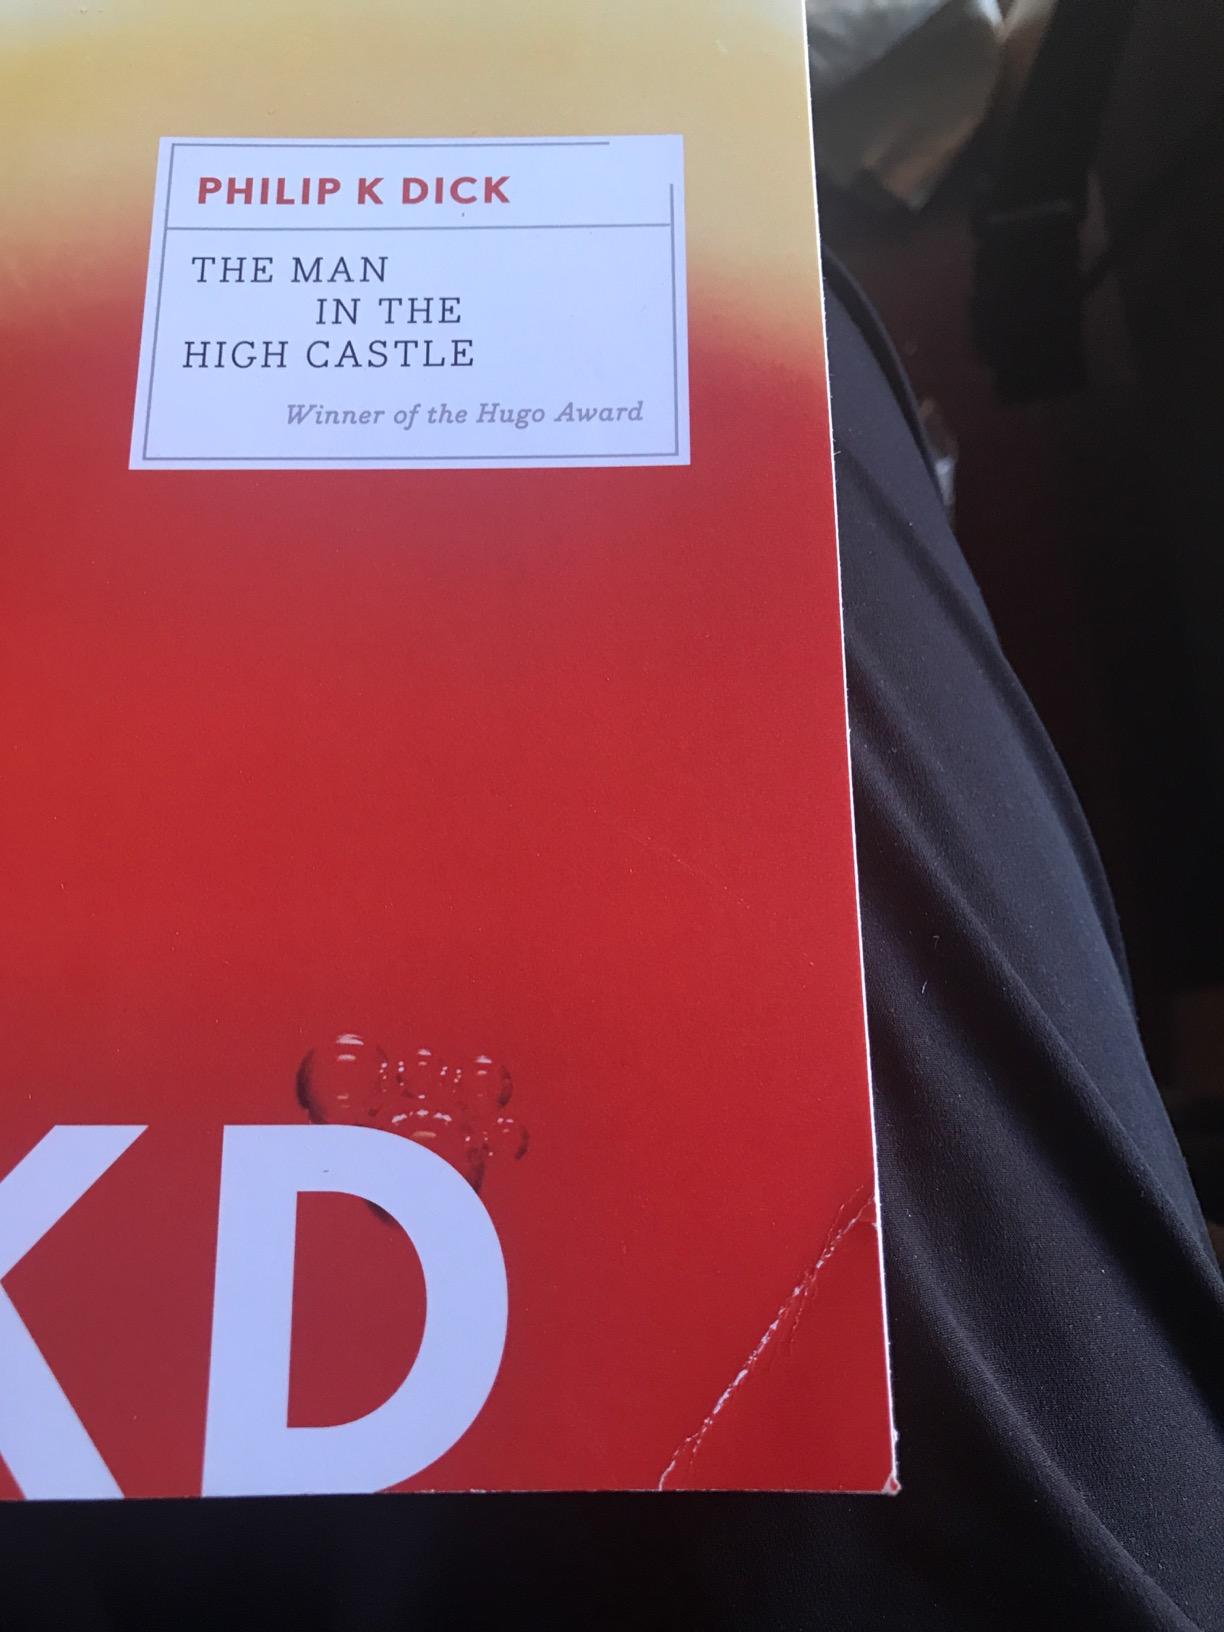 PHILIP K DICK
THE MAN
IN THE
HIGH CASTLE
Winner of the Hugo Award
KD